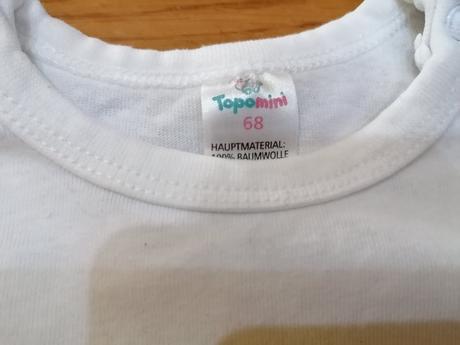 Topomini
68
HAUPTMATERIAL:
100% BAUMWOLLE